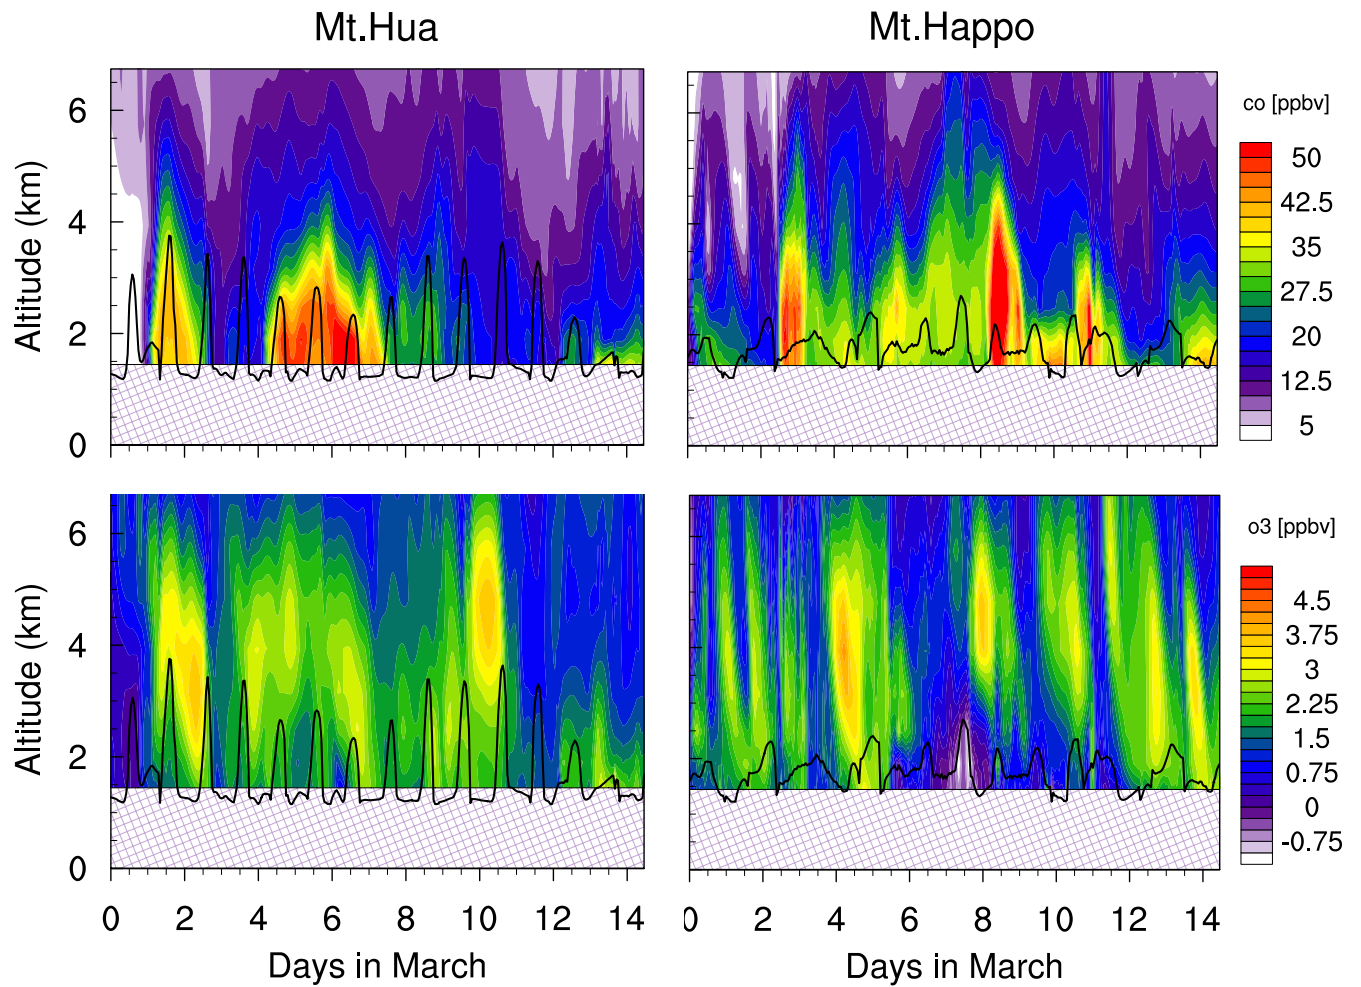 Mt.Hua
Mt.Happo
co [ppbv]
50
42.5
35
27.5
20
12.5
5
Altitude (km)
6
4
2
0
o3 [ppbv]
4.5
3.75
3
2.25
1.5
0.75
0
-0.75
Altitude (km)
6
4
2
0
0 2 4 6 8 10 12 14
0 2 4 6 8 10 12 14
Days in March
Days in March